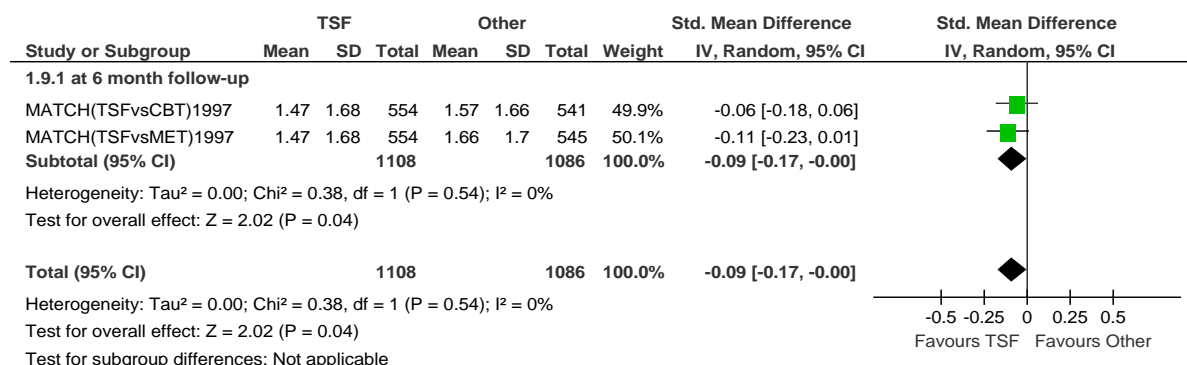 TSF Other Std. Mean Difference Std. Mean Difference
Study or Subgroup Mean SD Total Mean SD Total Weight IV, Random, 95% CI IV, Random, 95% CI
1.9.1 at 6 month follow-up
MATCH(TSFvsCBT)1997 1.47 1.68 554 1.57 1.66 541 49.9% -0.06 [-0.18, 0.06]
MATCH(TSFvsMET)1997 1.47 1.68 554 1.66 1.7 545 50.1% -0.11 [-0.23, 0.01]
Subtotal (95% CI) 1108 1086 100.0% -0.09 [-0.17, -0.00]
Heterogeneity: Tau² = 0.00; Chi² = 0.38, df = 1 (P = 0.54); I² = 0%
Test for overall effect: Z = 2.02 (P = 0.04)
Total (95% CI) 1108 1086 100.0% -0.09 [-0.17, -0.00]
Heterogeneity: Tau² = 0.00; Chi² = 0.38, df = 1 (P = 0.54); I² = 0%
Test for overall effect: Z = 2.02 (P = 0.04)
Test for subgroup differences: Not applicable
-0.5 -0.25 0 0.25 0.5
Favours TSF Favours Other